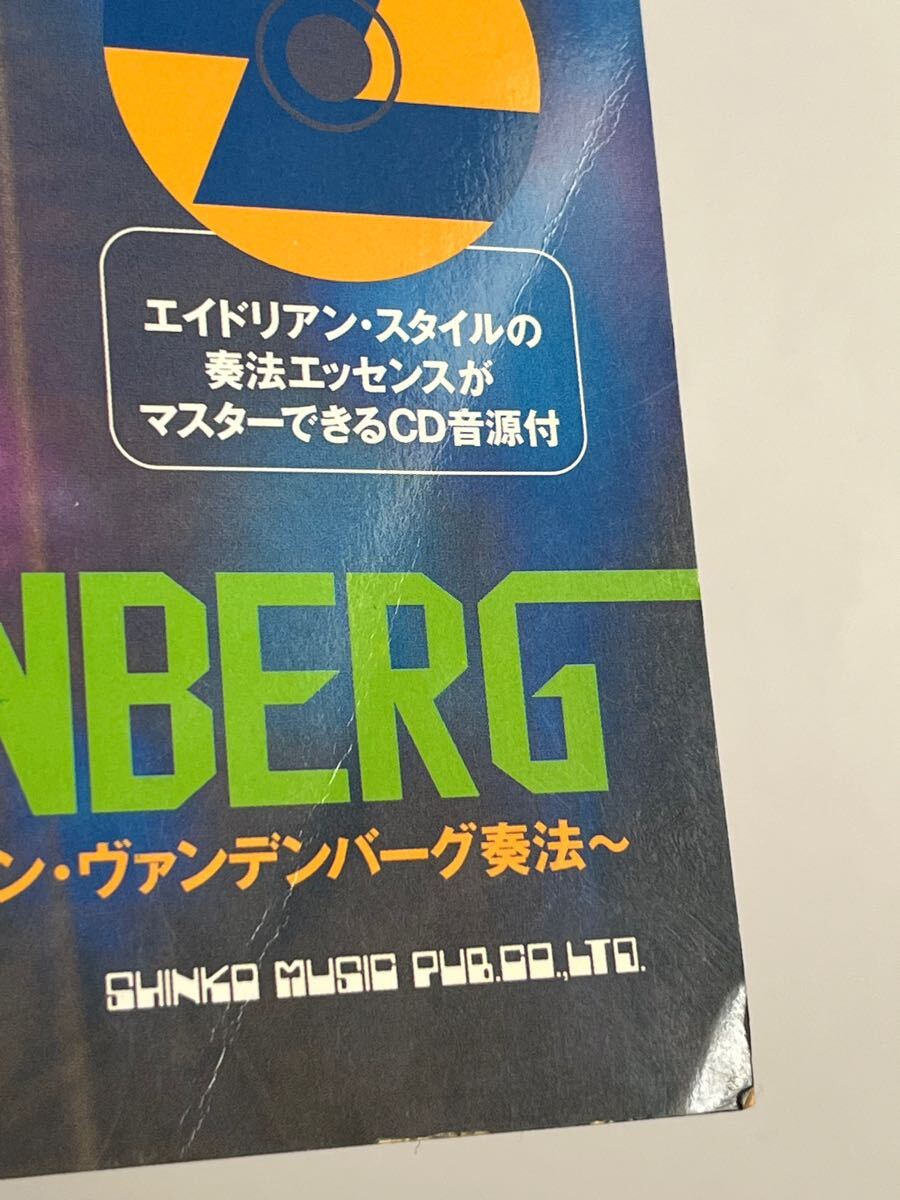 エイドリアン・スタイルの
奏法エッセンスが
マスターできるCD音源付
NBERG
ン・ヴァンデンバーグ奏法～
SHINKO MUSIC PUB.CO.,LTD.